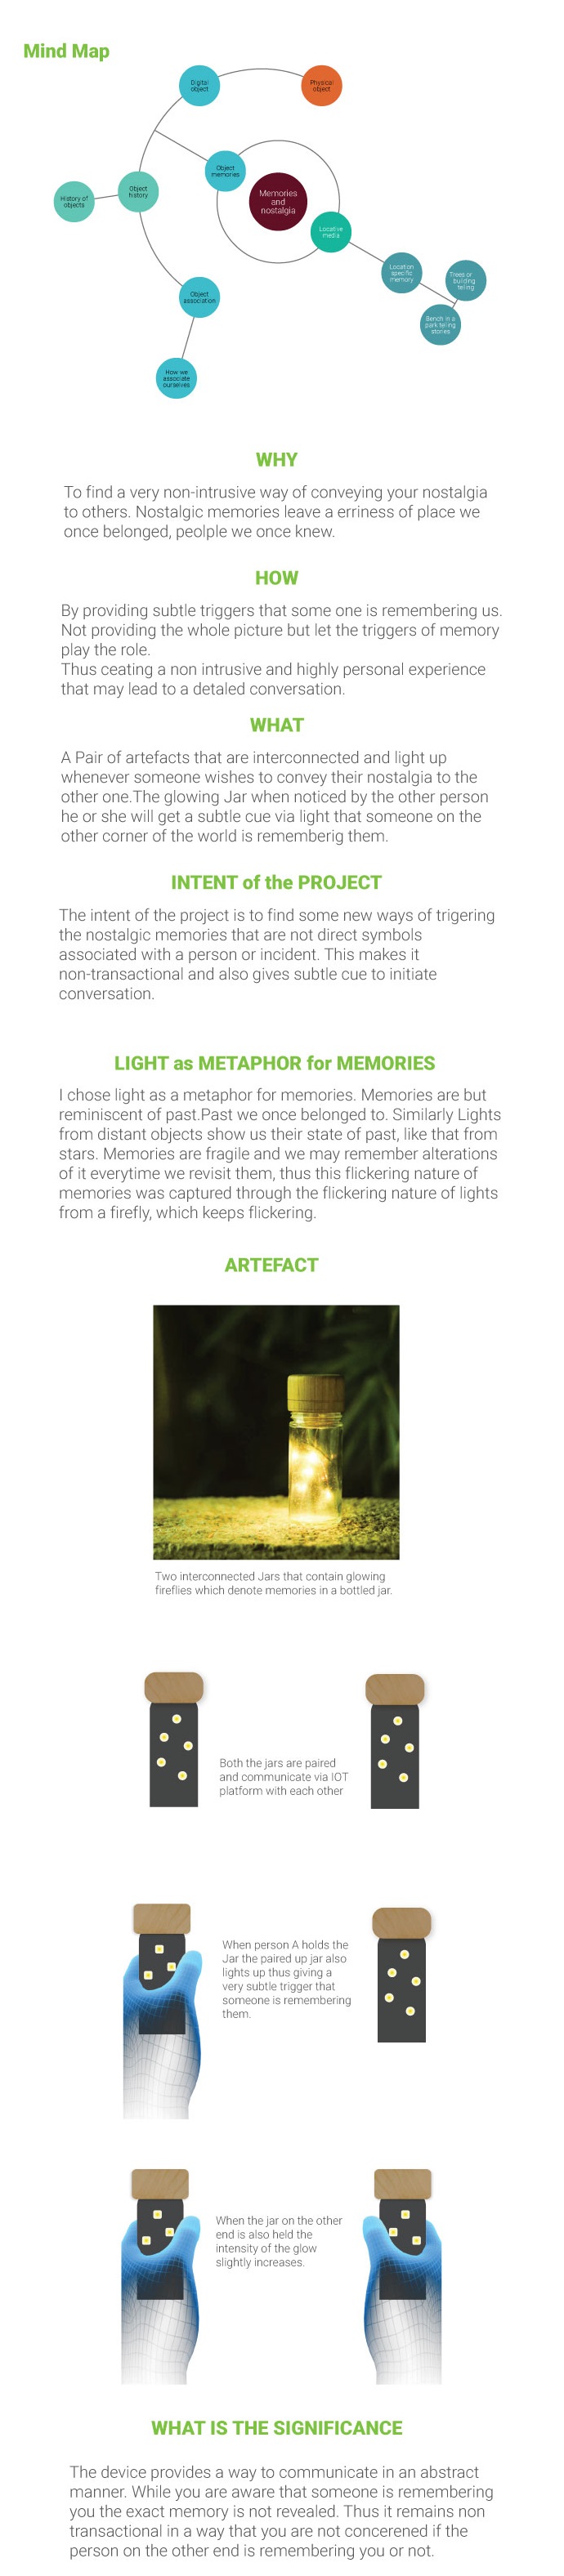 Mind Map
Digital
object
Physical
object
Object
memories
Memories
and
nostalgia
Object
history
History of
objects
Locative
media
Location
specific
memory
Trees or
building
telling
Bench in a
park telling
stories
Object
association
How we
associate
ourselves
WHY
To find a very non-intrusive way of conveying your nostalgia
to others. Nostalgic memories leave a erriness of place we
once belonged, peolple we once knew.
HOW
By providing subtle triggers that some one is remembering us.
Not providing the whole picture but let the triggers of memory
play the role.
Thus ceating a non intrusive and highly personal experience
that may lead to a detaled conversation.
WHAT
A Pair of artefacts that are interconnected and light up
whenever someone wishes to convey their nostalgia to the
other one.The glowing Jar when noticed by the other person
he or she will get a subtle cue via light that someone on the
other corner of the world is rememberig them.
INTENT of the PROJECT
The intent of the project is to find some new ways of trigering
the nostalgic memories that are not direct symbols
associated with a person or incident. This makes it
non-transactional and also gives subtle cue to initiate
conversation.
LIGHT as METAPHOR for MEMORIES
I chose light as a metaphor for memories. Memories are but
reminiscent of past.Past we once belonged to. Similarly Lights
from distant objects show us their state of past, like that from
stars. Memories are fragile and we may remember alterations
of it everytime we revisit them, thus this flickering nature of
memories was captured through the flickering nature of lights
from a firefly, which keeps flickering.
ARTEFACT
Two interconnected Jars that contain glowing
fireflies which denote memories in a bottled jar.
Both the jars are paired
and communicate via IOT
platform with each other
When person A holds the
Jar the paired up jar also
lights up thus giving a
very subtle trigger that
someone is remembering
them.
When the jar on the other
end is also held the
intensity of the glow
slightly increases.
WHAT IS THE SIGNIFICANCE
The device provides a way to communicate in an abstract
manner. While you are aware that someone is remembering
you the exact memory is not revealed. Thus it remains non
transactional in a way that you are not concerened if the
person on the other end is remembering you or not.